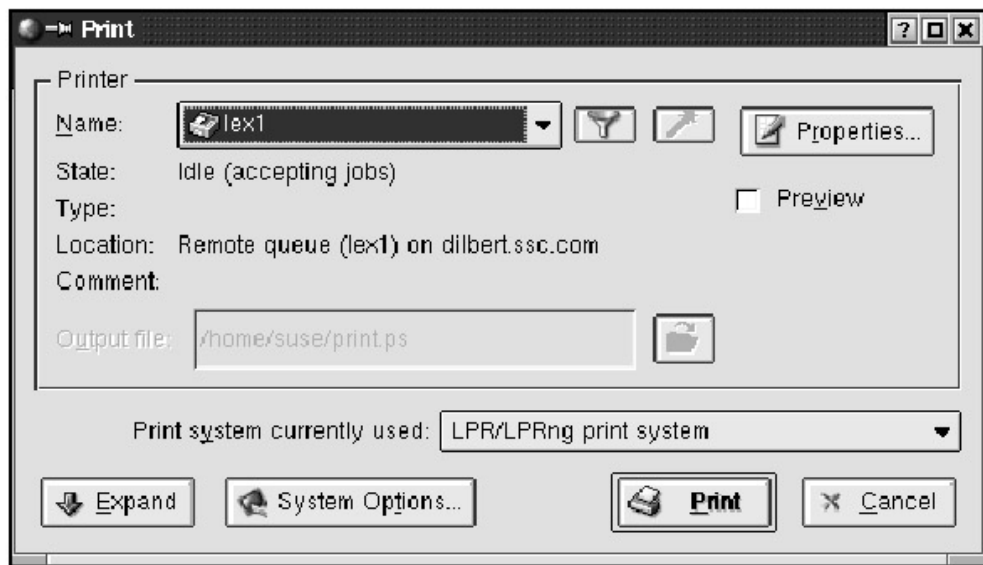 Print
Printer
Name: lex1
Properties...
State: Idle (accepting jobs)
Preview
Type:
Location: Remote queue (lex1) on dilbert.ssc.com
Comment:
Output file: /home/suse/print.ps
Print system currently used: LPR/LPRng print system
Expand System Options... Print Cancel